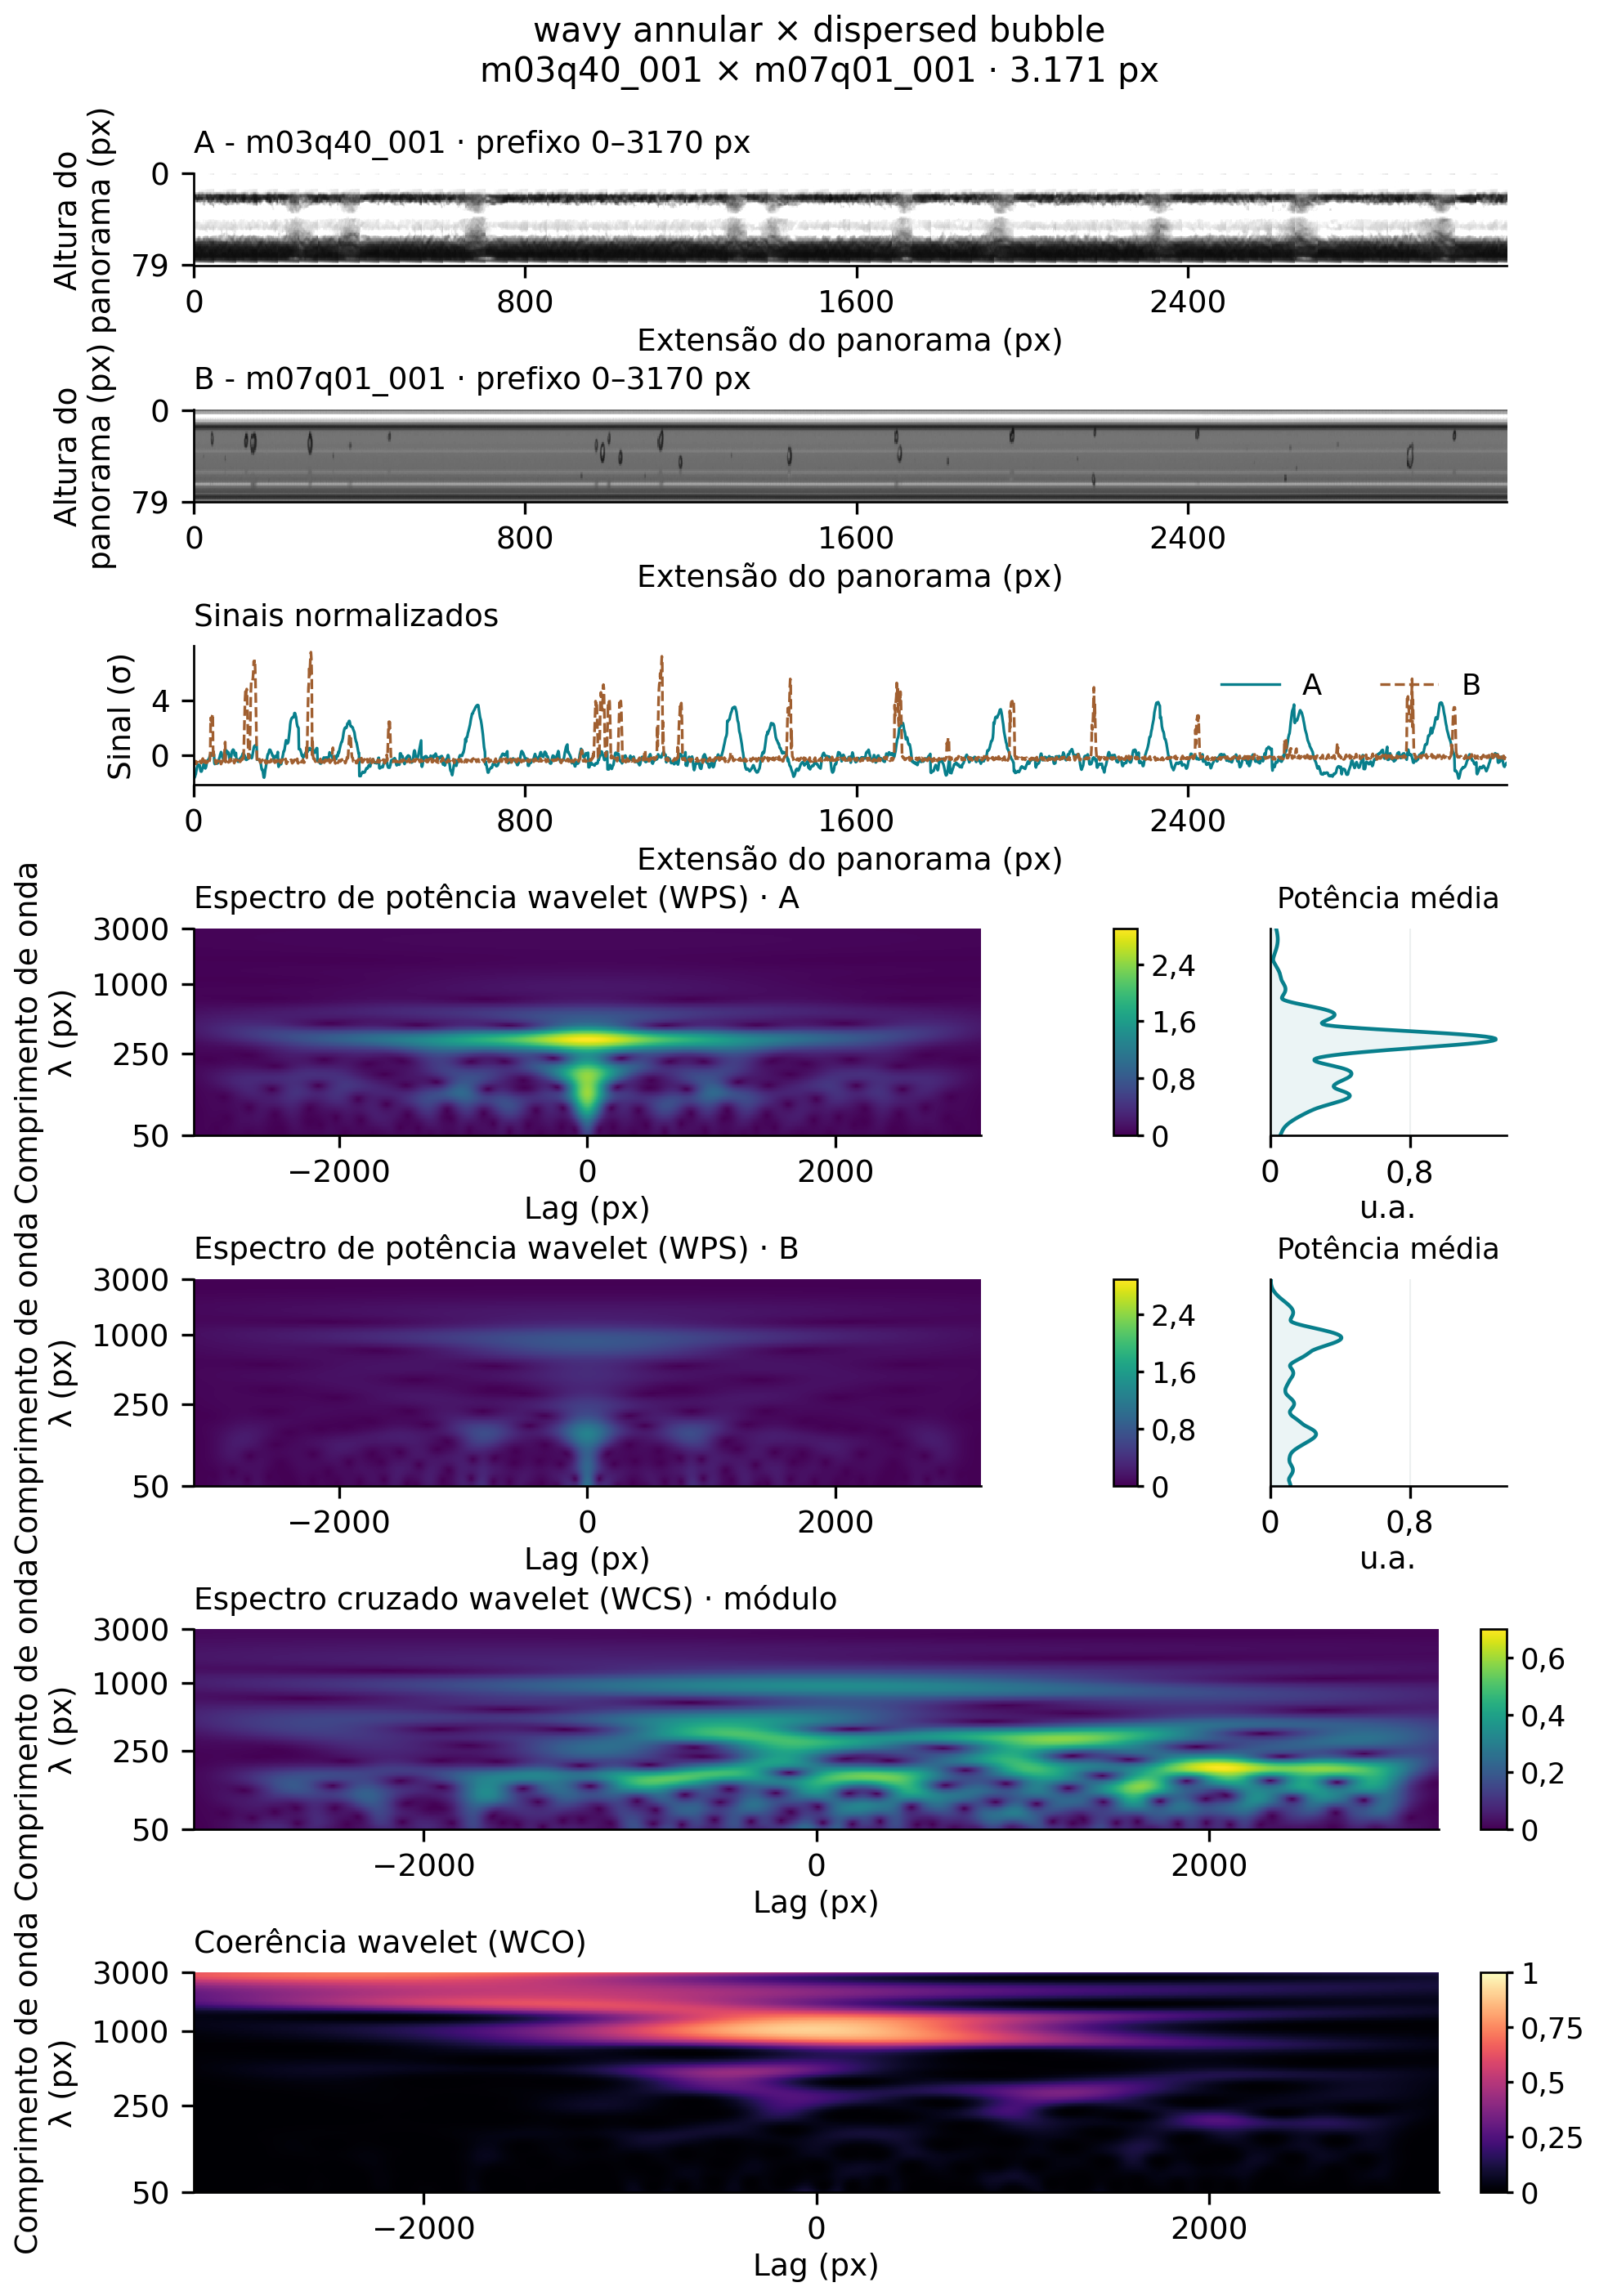 wavy annular × dispersed bubble
m03q40_001 × m07q01_001 · 3.171 px
A - m03q40_001 · prefixo 0–3170 px
Altura do
panorama (px)
0
79
0
800
1600
2400
Extensão do panorama (px)
B - m07q01_001 · prefixo 0–3170 px
Altura do
panorama (px)
0
79
0
800
1600
2400
Extensão do panorama (px)
Sinais normalizados
Sinal (σ)
4
0
A
B
0
800
1600
2400
Extensão do panorama (px)
Espectro de potência wavelet (WPS) · A
Comprimento de onda
λ (px)
3000
1000
250
50
−2000
0
2000
Lag (px)
2,4
1,6
0,8
0
Potência média
0
0,8
u.a.
Espectro de potência wavelet (WPS) · B
Comprimento de onda
λ (px)
3000
1000
250
50
−2000
0
2000
Lag (px)
2,4
1,6
0,8
0
Potência média
0
0,8
u.a.
Espectro cruzado wavelet (WCS) · módulo
Comprimento de onda
λ (px)
3000
1000
250
50
−2000
0
2000
Lag (px)
0,6
0,4
0,2
0
Coerência wavelet (WCO)
Comprimento de onda
λ (px)
3000
1000
250
50
−2000
0
2000
Lag (px)
1
0,75
0,5
0,25
0